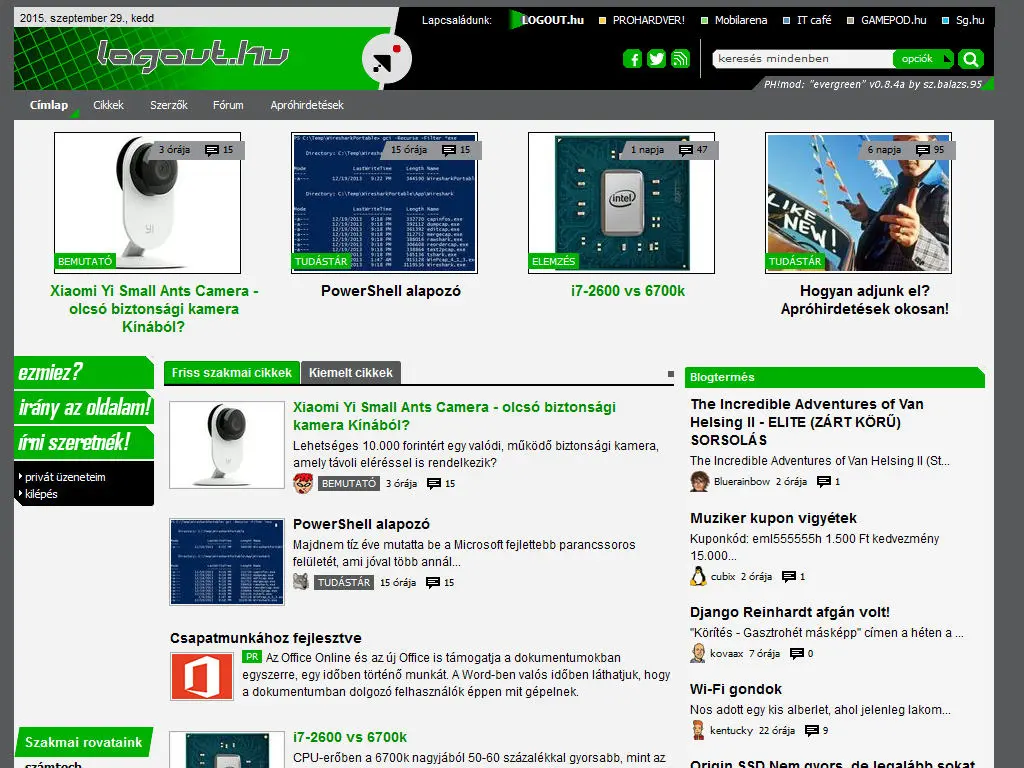 2015. szeptember 29., kedd
Lapcsaládunk:
LOGOUT.hu
PROHARDVER!
Mobilarena
IT café
GAMEPOD.hu
Sg.hu
logout.hu
keresés mindenben
opciók
PH!mod: "evergreen" v0.8.4a by sz.balazs.95
Címlap
Cikkek
Szerzők
Fórum
Apróhirdetések
3 órája 15
BEMUTATÓ
Xiaomi Yi Small Ants Camera -
olcsó biztonsági kamera
Kínából?
15 órája 15
TUDÁSTÁR
PowerShell alapozó
1 napja 47
intel
ELEMZÉS
i7-2600 vs 6700k
6 napja 95
LIKE
NEW!
TUDÁSTÁR
Hogyan adjunk el?
Apróhirdetések okosan!
ezmiez?
irány az oldalam!
írni szeretnék!
privát üzeneteim
kilépés
Szakmai rovataink
számtech
Friss szakmai cikkek
Kiemelt cikkek
Xiaomi Yi Small Ants Camera - olcsó biztonsági
kamera Kínából?
Lehetséges 10.000 forintért egy valódi, működő biztonsági kamera,
amely távoli eléréssel is rendelkezik?
BEMUTATÓ 3 órája 15
PowerShell alapozó
Majdnem tíz éve mutatta be a Microsoft fejlettebb parancssoros
felületét, ami jóval több annál...
TUDÁSTÁR 15 órája 15
Csapatmunkához fejlesztve
PR Az Office Online és az új Office is támogatja a dokumentumokban
egyszerre, egy időben történő munkát. A Word-ben valós időben láthatjuk, hogy
a dokumentumban dolgozó felhasználók éppen mit gépelnek.
i7-2600 vs 6700k
CPU-erőben a 6700k nagyjából 50-60 százalékkal gyorsabb, mint az
Blogtermés
The Incredible Adventures of Van
Helsing II - ELITE (ZÁRT KÖRŰ)
SORSOLÁS
The Incredible Adventures of Van Helsing II (St...
Bluerainbow 2 órája 1
Muziker kupon vigyétek
Kuponkód: eml555555h 1.500 Ft kedvezmény
15.000...
cubix 2 órája 1
Django Reinhardt afgán volt!
"Körítés - Gasztrohét másképp" címen a héten a ...
kovaax 7 órája 0
Wi-Fi gondok
Nos adott egy kis alberlet, ahol jelenleg lakom...
kentucky 22 órája 9
Origin SSD Nem gyors, de legalább sokat